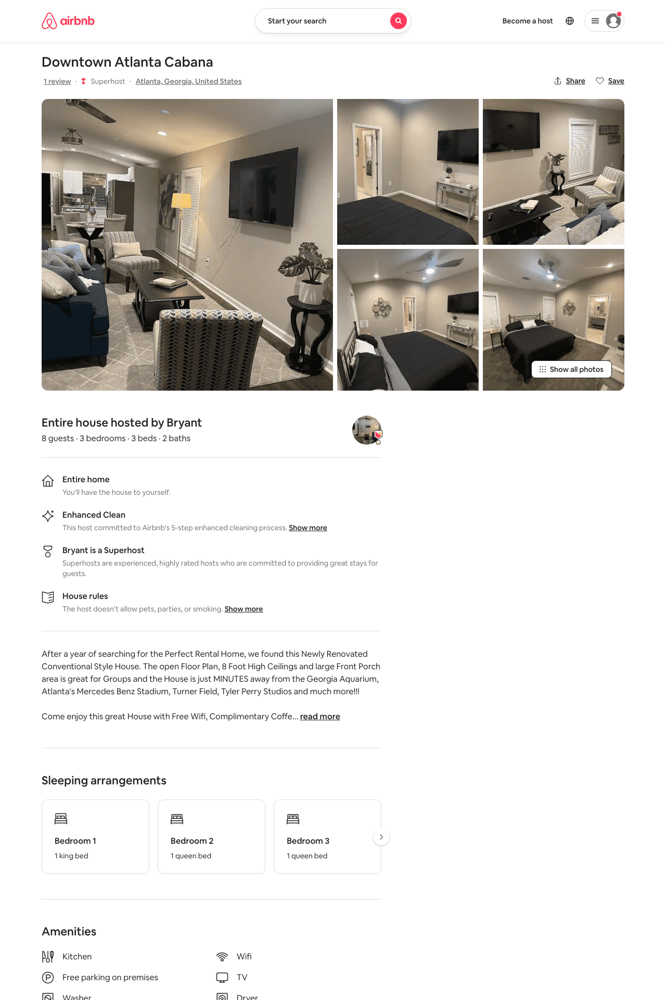 airbnb
Start your search
Become a host
Downtown Atlanta Cabana
1 review · Superhost · Atlanta, Georgia, United States
Share
Save
Show all photos
Entire house hosted by Bryant
8 guests · 3 bedrooms · 3 beds · 2 baths
Entire home
You’ll have the house to yourself.
Enhanced Clean
This host committed to Airbnb's 5-step enhanced cleaning process. Show more
Bryant is a Superhost
Superhosts are experienced, highly rated hosts who are committed to providing great stays for
guests.
House rules
The host doesn’t allow pets, parties, or smoking. Show more
After a year of searching for the Perfect Rental Home, we found this Newly Renovated
Conventional Style House. The open Floor Plan, 8 Foot High Ceilings and large Front Porch
area is great for Groups and the House is just MINUTES away from the Georgia Aquarium,
Atlanta's Mercedes Benz Stadium, Turner Field, Tyler Perry Studios and much more!!!
Come enjoy this great House with Free Wifi, Complimentary Coffe... read more
Sleeping arrangements
Bedroom 1
1 king bed
Bedroom 2
1 queen bed
Bedroom 3
1 queen bed
Amenities
Kitchen
Wifi
Free parking on premises
TV
Washer
Dryer